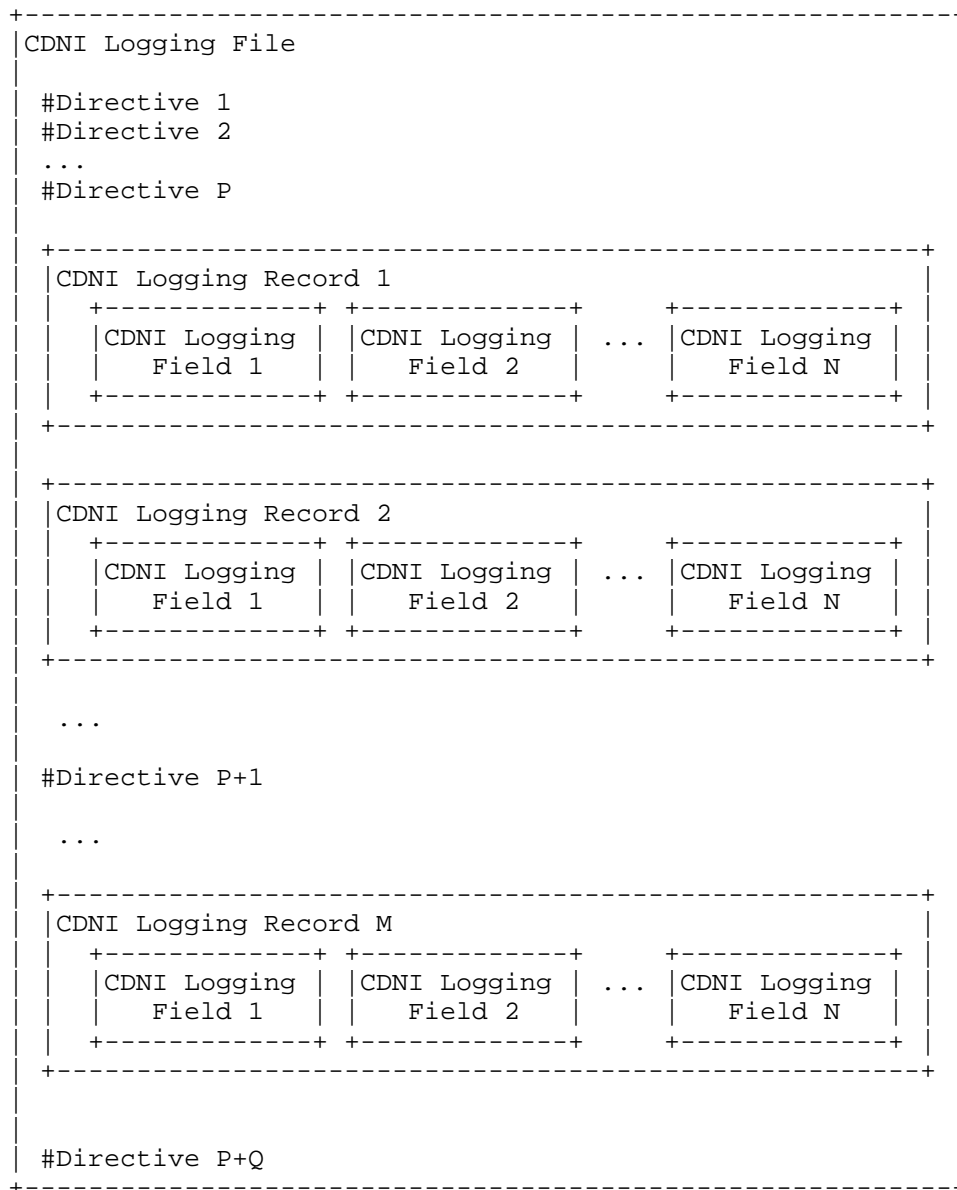 CDNI Logging File
#Directive 1
#Directive 2
...
#Directive P
CDNI Logging Record 1
CDNI Logging CDNI Logging ... CDNI Logging
Field 1 Field 2 Field N
CDNI Logging Record 2
CDNI Logging CDNI Logging ... CDNI Logging
Field 1 Field 2 Field N
...
#Directive P+1
...
CDNI Logging Record M
CDNI Logging CDNI Logging ... CDNI Logging
Field 1 Field 2 Field N
#Directive P+Q